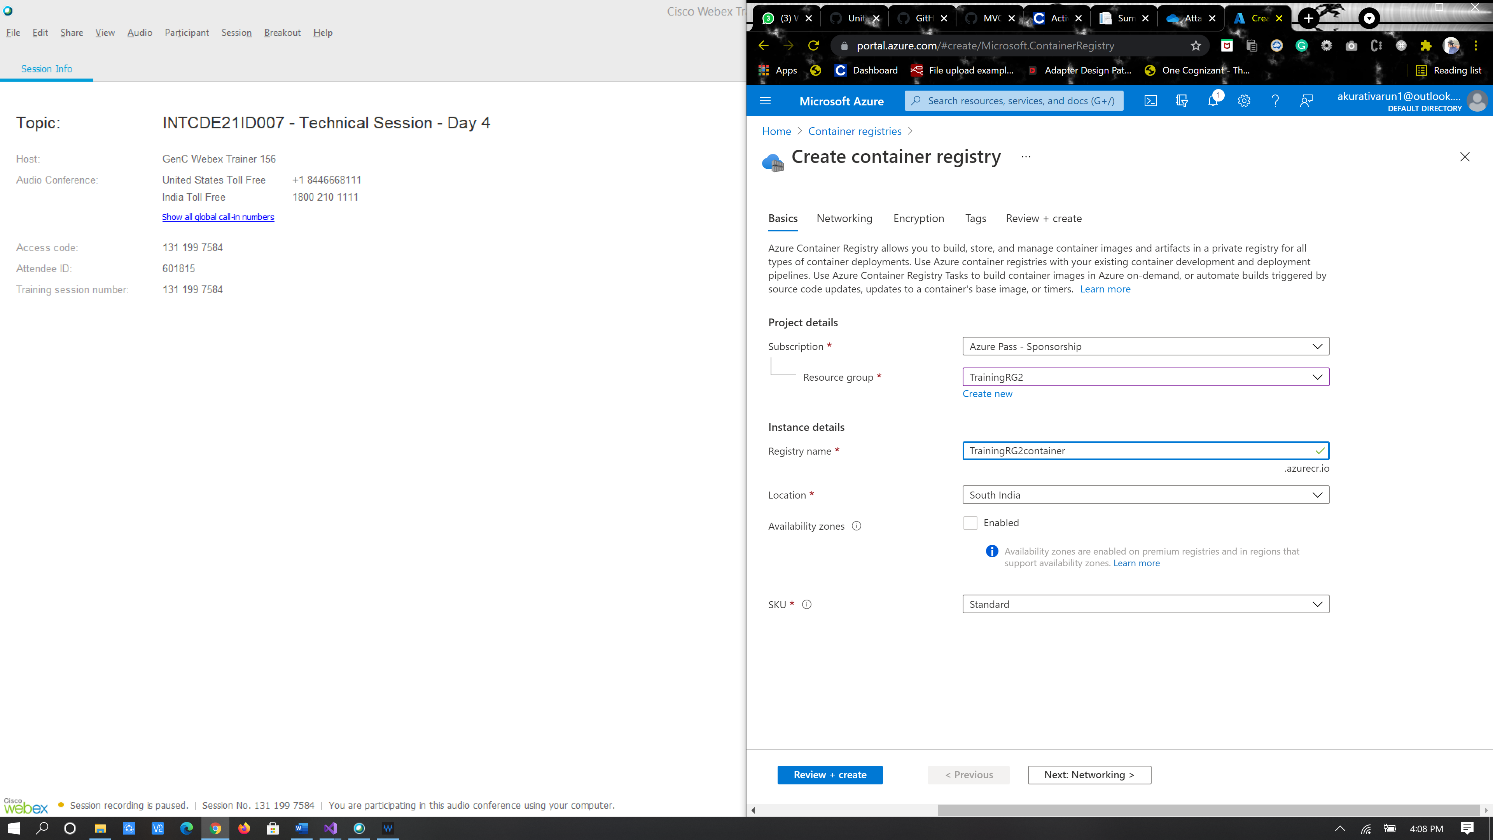 Cisco Webex Tr
File Edit Share View Audio Participant Session Breakout Help
Session Info
Topic: INTCDE21ID007 - Technical Session - Day 4
Host: GenC Webex Trainer 156
Audio Conference: United States Toll Free +1 8446668111
India Toll Free 1800 210 1111
Show all global call-in numbers
Access code: 131 199 7584
Attendee ID: 601815
Training session number: 131 199 7584
Cisco
webex
Session recording is paused. | Session No. 131 199 7584 | You are participating in this audio conference using your computer.
(3) Unit GitH MVC Acti Sum Atta Cre
portal.azure.com/#create/Microsoft.ContainerRegistry
Apps Dashboard File upload exampl... Adapter Design Pat... One Cognizant - Th... Reading list
Microsoft Azure Search resources, services, and docs (G+/) 1 akurativarun1@outlook....
DEFAULT DIRECTORY
Home > Container registries >
Create container registry ...
Basics Networking Encryption Tags Review + create
Azure Container Registry allows you to build, store, and manage container images and artifacts in a private registry for all
types of container deployments. Use Azure container registries with your existing container development and deployment
pipelines. Use Azure Container Registry Tasks to build container images in Azure on-demand, or automate builds triggered by
source code updates, updates to a container's base image, or timers. Learn more
Project details
Subscription * Azure Pass - Sponsorship
Resource group * TrainingRG2
Create new
Instance details
Registry name * TrainingRG2container
.azurecr.io
Location * South India
Availability zones Enabled
Availability zones are enabled on premium registries and in regions that
support availability zones. Learn more
SKU * Standard
Review + create < Previous Next: Networking >
4:08 PM